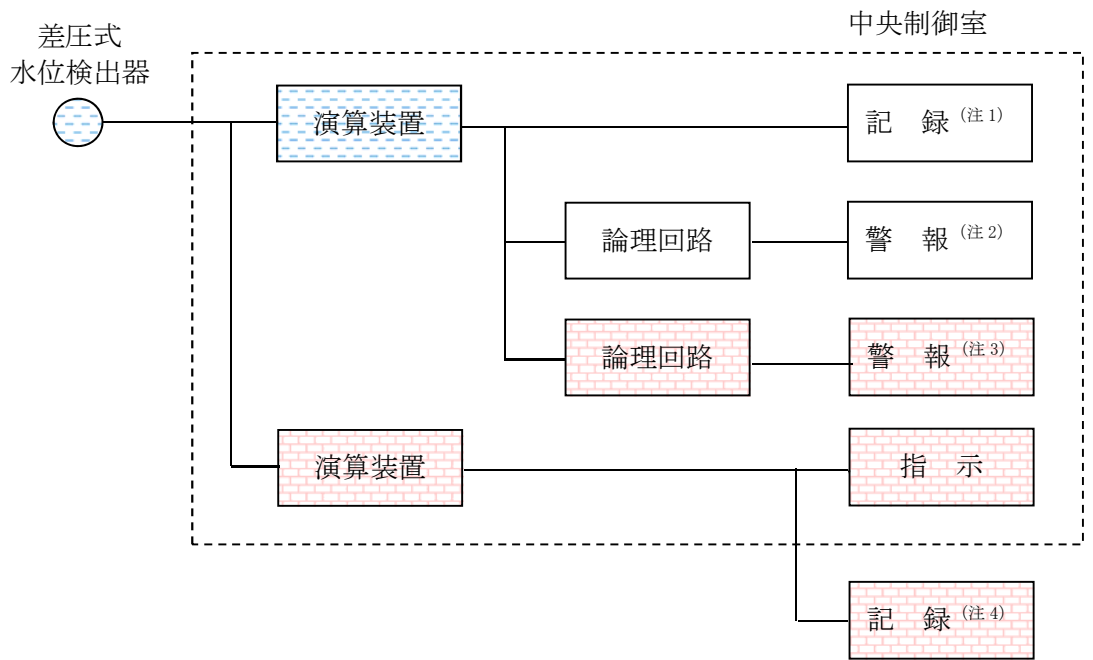 中央制御室
差圧式
水位検出器
演算装置
記 録 (注 1)
論理回路
警 報 (注 2)
論理回路
警 報 (注 3)
演算装置
指 示
記 録 (注 4)